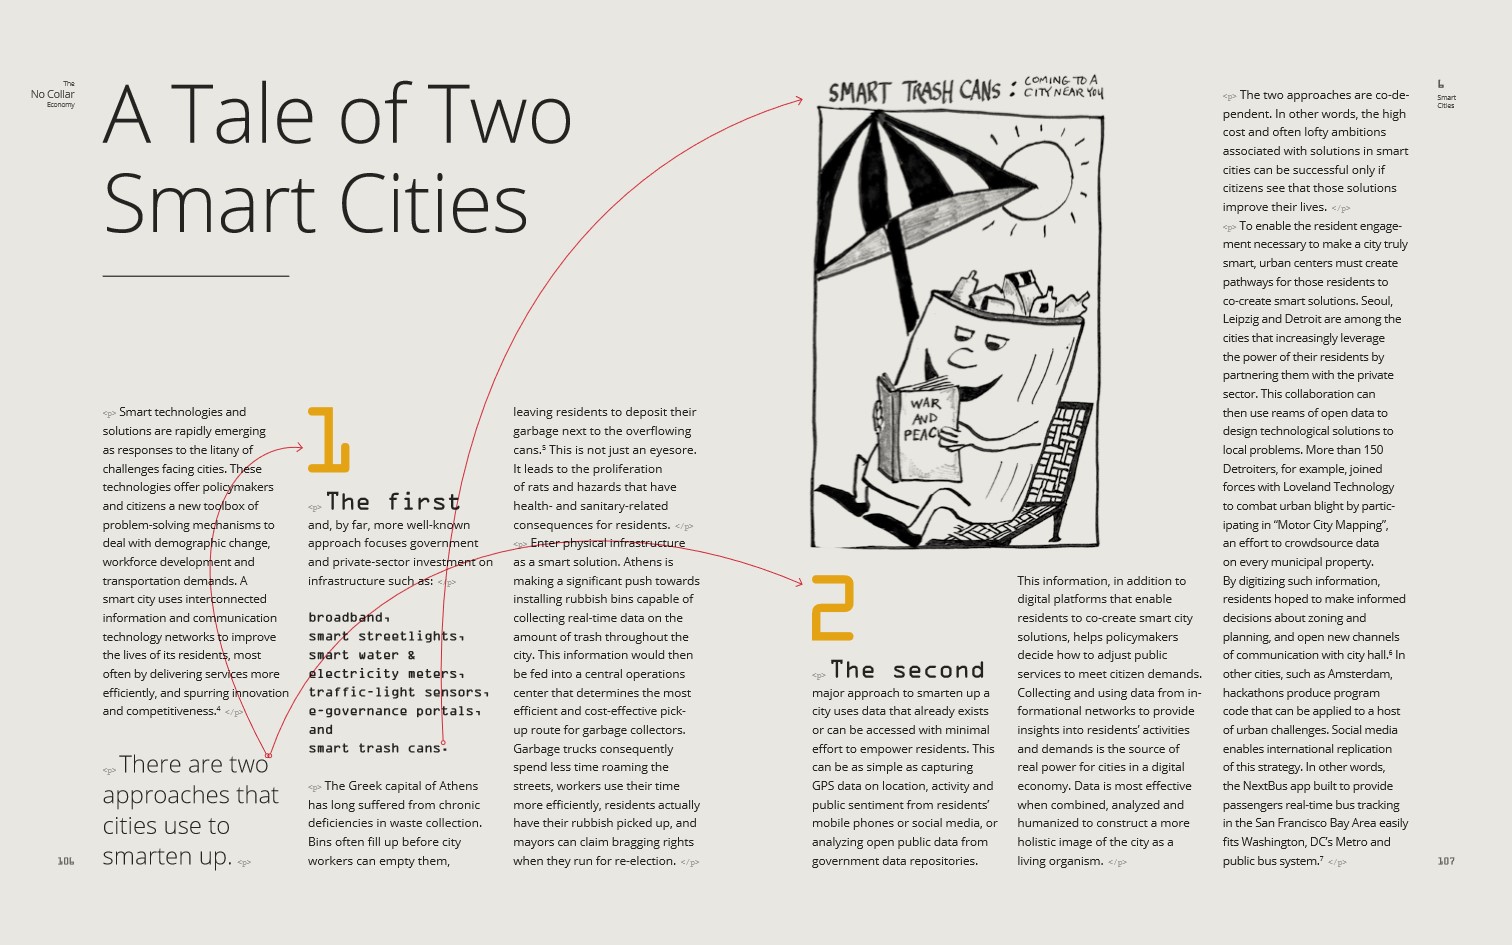 The
No Collar
Economy
A Tale of Two
Smart Cities
<p> Smart technologies and
solutions are rapidly emerging
as responses to the litany of
challenges facing cities. These
technologies offer policymakers
and citizens a new toolbox of
problem-solving mechanisms to
deal with demographic change,
workforce development and
transportation demands. A
smart city uses interconnected
information and communication
technology networks to improve
the lives of its residents, most
often by delivering services more
efficiently, and spurring innovation
and competitiveness.⁴ </p>
<p> There are two
approaches that
cities use to
smarten up. <p>
106
1
<p> The first
and, by far, more well-known
approach focuses government
and private-sector investment on
infrastructure such as: </p>
broadband,
smart streetlights,
smart water &
electricity meters,
traffic-light sensors,
e-governance portals,
and
smart trash cans.
<p> The Greek capital of Athens
has long suffered from chronic
deficiencies in waste collection.
Bins often fill up before city
workers can empty them,
leaving residents to deposit their
garbage next to the overflowing
cans.⁵ This is not just an eyesore.
It leads to the proliferation
of rats and hazards that have
health- and sanitary-related
consequences for residents. </p>
<p> Enter physical infrastructure
as a smart solution. Athens is
making a significant push towards
installing rubbish bins capable of
collecting real-time data on the
amount of trash throughout the
city. This information would then
be fed into a central operations
center that determines the most
efficient and cost-effective pick-
up route for garbage collectors.
Garbage trucks consequently
spend less time roaming the
streets, workers use their time
more efficiently, residents actually
have their rubbish picked up, and
mayors can claim bragging rights
when they run for re-election. </p>
SMART TRASH CANS : COMING TO A
CITY NEAR YOU
WAR
AND
PEAC
2
<p> The second
major approach to smarten up a
city uses data that already exists
or can be accessed with minimal
effort to empower residents. This
can be as simple as capturing
GPS data on location, activity and
public sentiment from residents’
mobile phones or social media, or
analyzing open public data from
government data repositories.
This information, in addition to
digital platforms that enable
residents to co-create smart city
solutions, helps policymakers
decide how to adjust public
services to meet citizen demands.
Collecting and using data from in-
formational networks to provide
insights into residents’ activities
and demands is the source of
real power for cities in a digital
economy. Data is most effective
when combined, analyzed and
humanized to construct a more
holistic image of the city as a
living organism. </p>
<p> The two approaches are co-de-
pendent. In other words, the high
cost and often lofty ambitions
associated with solutions in smart
cities can be successful only if
citizens see that those solutions
improve their lives. </p>
<p> To enable the resident engage-
ment necessary to make a city truly
smart, urban centers must create
pathways for those residents to
co-create smart solutions. Seoul,
Leipzig and Detroit are among the
cities that increasingly leverage
the power of their residents by
partnering them with the private
sector. This collaboration can
then use reams of open data to
design technological solutions to
local problems. More than 150
Detroiters, for example, joined
forces with Loveland Technology
to combat urban blight by partic-
ipating in “Motor City Mapping”,
an effort to crowdsource data
on every municipal property.
By digitizing such information,
residents hoped to make informed
decisions about zoning and
planning, and open new channels
of communication with city hall.⁶ In
other cities, such as Amsterdam,
hackathons produce program
code that can be applied to a host
of urban challenges. Social media
enables international replication
of this strategy. In other words,
the NextBus app built to provide
passengers real-time bus tracking
in the San Francisco Bay Area easily
fits Washington, DC’s Metro and
public bus system.⁷ </p>
6
Smart
Cities
107